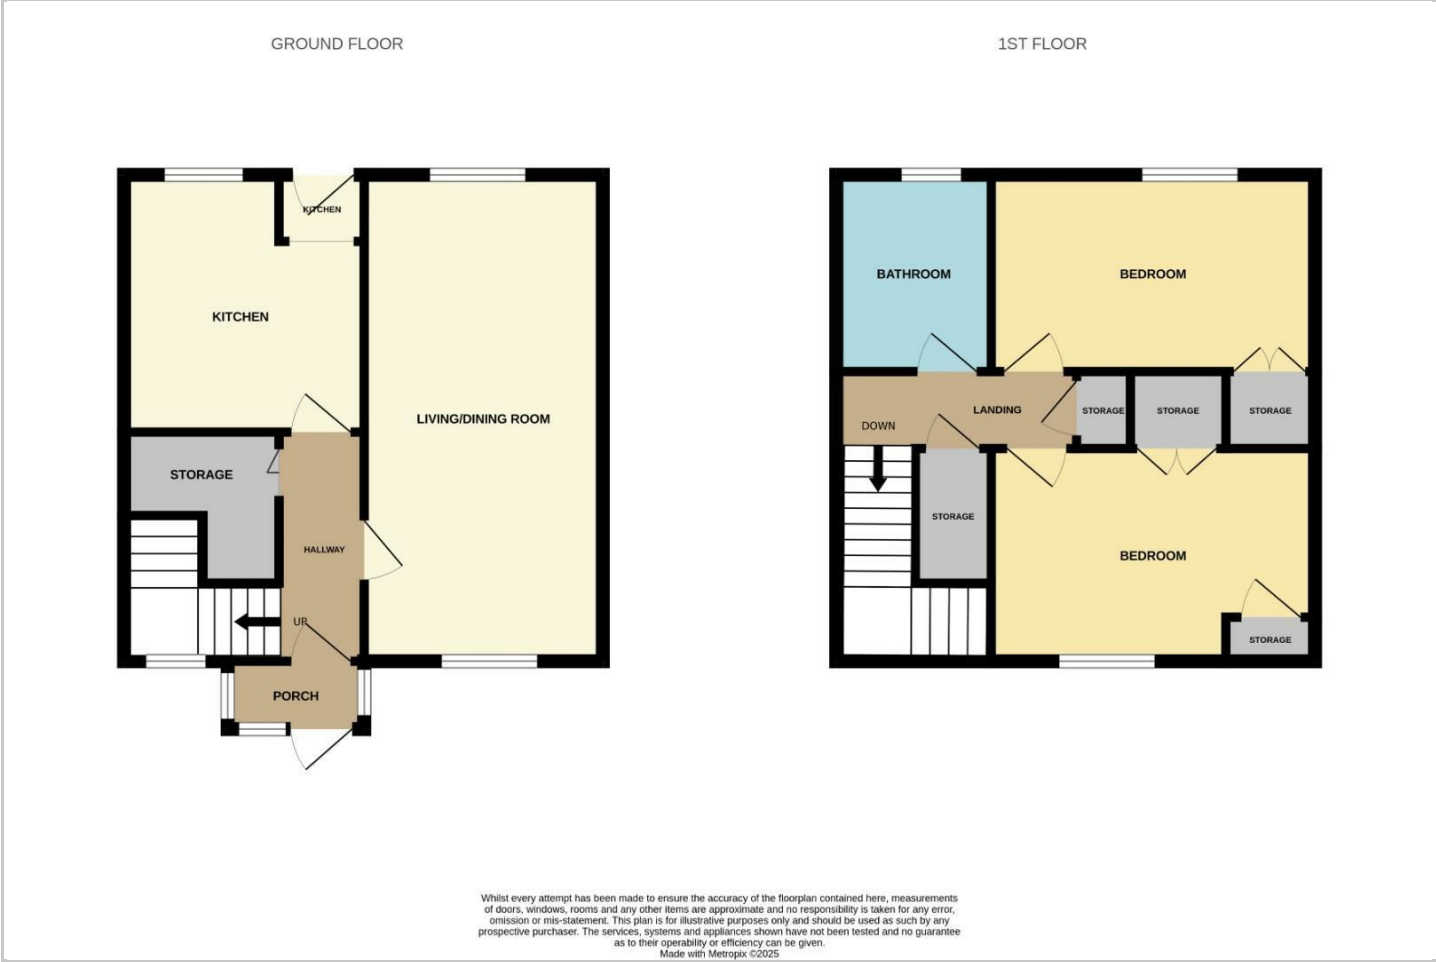 GROUND FLOOR
1ST FLOOR
KITCHEN
KITCHEN
LIVING/DINING ROOM
STORAGE
HALLWAY
UP
PORCH
BATHROOM
BEDROOM
DOWN
LANDING
STORAGE
STORAGE
STORAGE
STORAGE
BEDROOM
STORAGE
Whilst every attempt has been made to ensure the accuracy of the floorplan contained here, measurements
of doors, windows, rooms and any other items are approximate and no responsibility is taken for any error,
omission or mis-statement. This plan is for illustrative purposes only and should be used as such by any
prospective purchaser. The services, systems and appliances shown have not been tested and no guarantee
as to their operability or efficiency can be given.
Made with Metropix ©2025